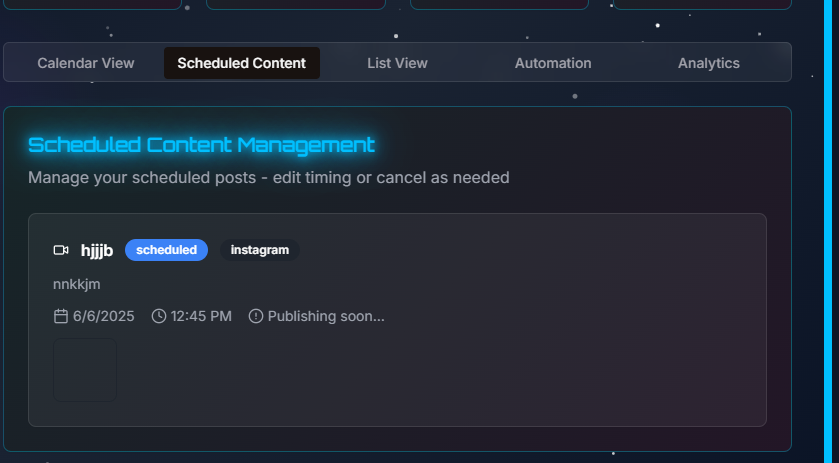 Calendar View Scheduled Content List View Automation Analytics
Scheduled Content Management
Manage your scheduled posts - edit timing or cancel as needed
hjjjb scheduled instagram
nnkkjm
6/6/2025 12:45 PM Publishing soon...